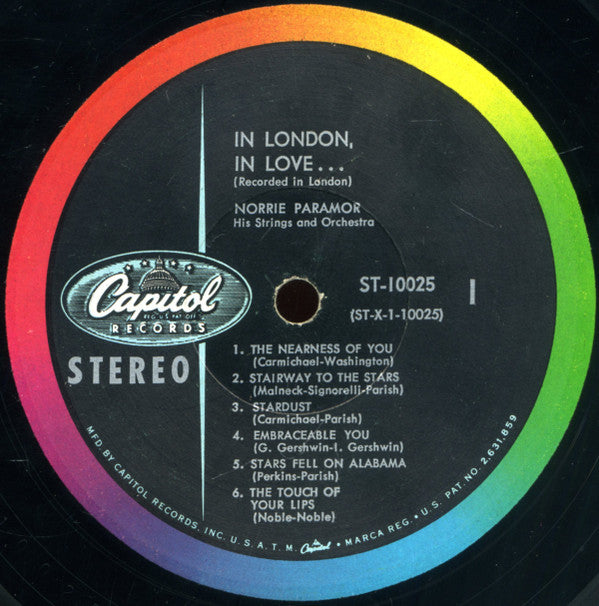 IN LONDON,
IN LOVE...
(Recorded in London)
NORRIE PARAMOR
His Strings and Orchestra
Capitol
REG. U.S. PAT. OFF.
RECORDS
STEREO
ST-10025
I
(ST-X-1-10025)
1. THE NEARNESS OF YOU
(Carmichael-Washington)
2. STAIRWAY TO THE STARS
(Malneck-Signorelli-Parish)
3. STARDUST
(Carmichael-Parish)
4. EMBRACEABLE YOU
(G. Gershwin-I. Gershwin)
5. STARS FELL ON ALABAMA
(Perkins-Parish)
6. THE TOUCH OF
YOUR LIPS
(Noble-Noble)
MFD. BY CAPITOL RECORDS, INC. U.S.A. T.M. Capitol • MARCA REG. • U.S. PAT. NO. 2,631,859